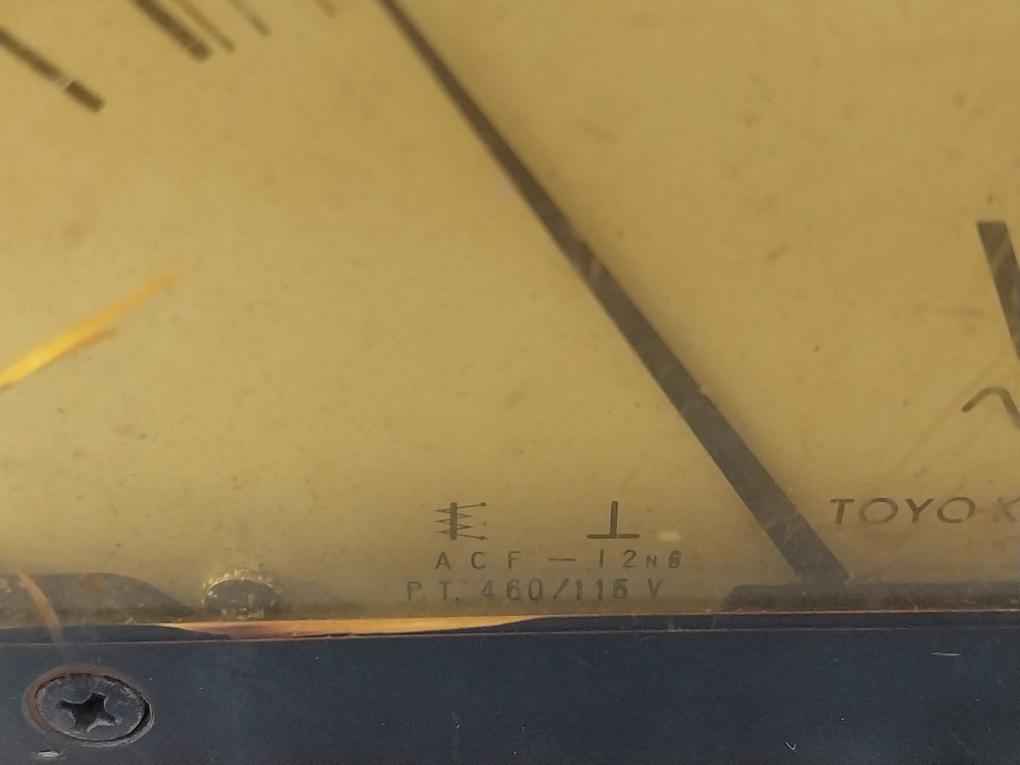 TOYO K
ACF-12NB
P.T. 460/115 V